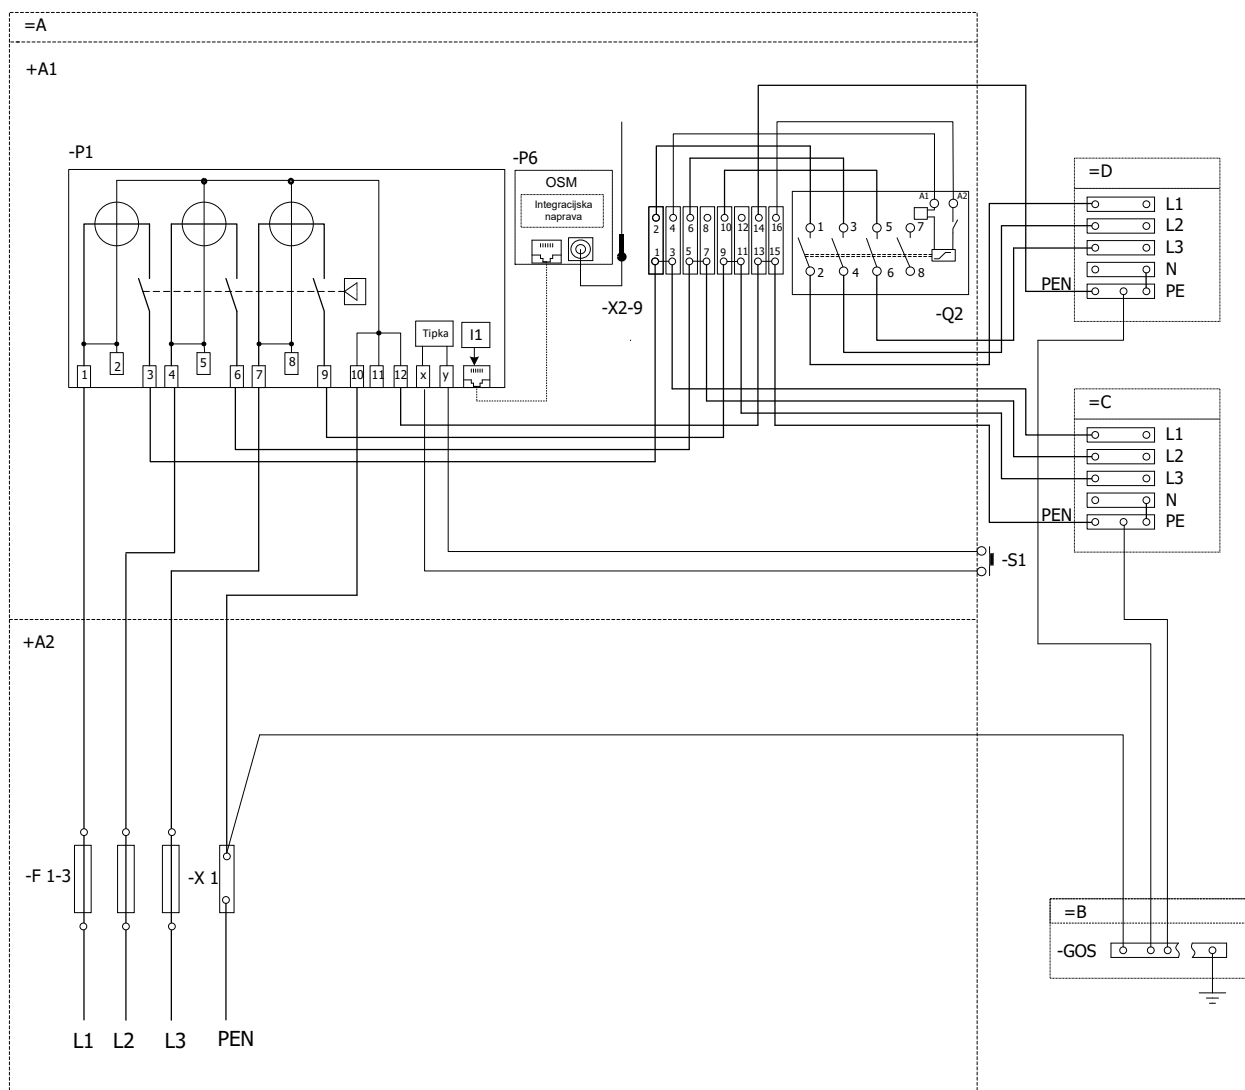 =A
+A1
-P1
-P6
OSM
Integracijska
naprava
A1 A2
=D
L1
L2
L3
N
PEN PE
2 4 6 8 10 12 14 16
1 3 5 7 9 11 13 15
1 3 5 7
2 4 6 8
-X2-9
-Q2
Tipka
I1
1 2 3 4 5 6 7 8 9 10 11 12 x y
=C
L1
L2
L3
N
PEN PE
-S1
+A2
-F 1-3
-X 1
=B
-GOS
L1 L2 L3 PEN